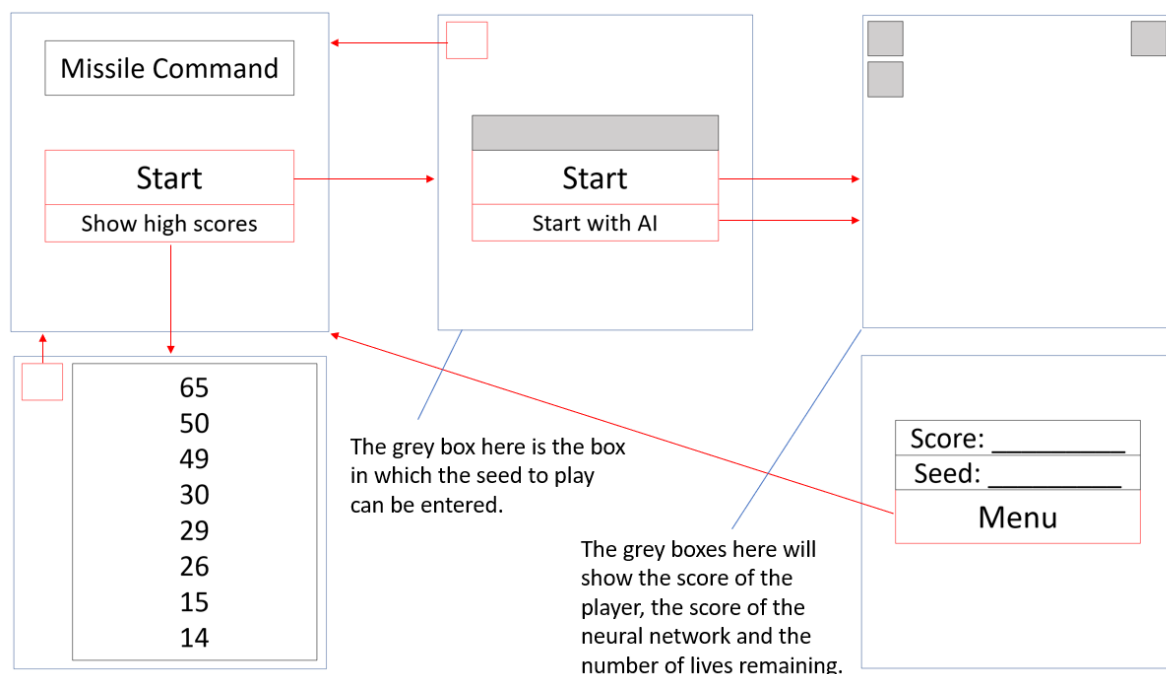 Missile Command
Start
Show high scores
Start
Start with AI
65
50
49
30
29
26
15
14
The grey box here is the box
in which the seed to play
can be entered.
The grey boxes here will
show the score of the
player, the score of the
neural network and the
number of lives remaining.
Score: __________
Seed: __________
Menu